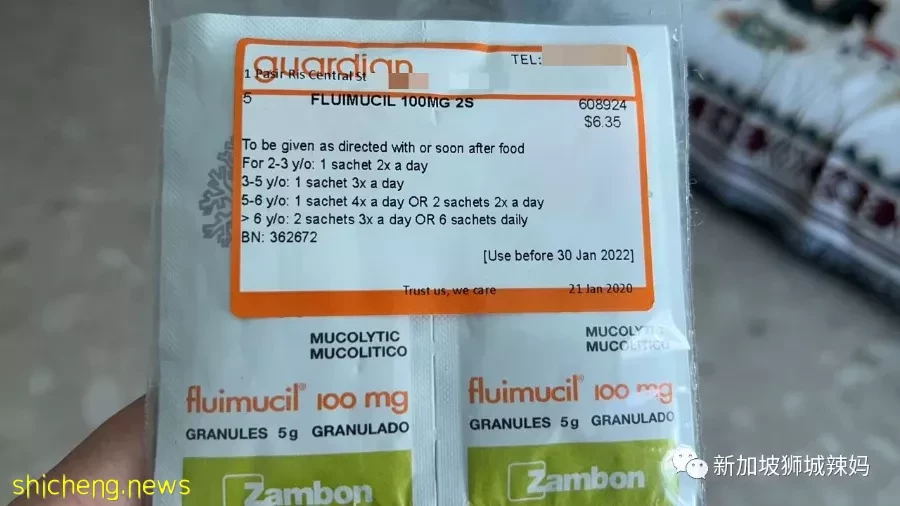 guardian
TEL:
1 Pasir Ris Central St
5 FLUIMUCIL 100MG 2S 608924
$6.35
To be given as directed with or soon after food
For 2-3 y/o: 1 sachet 2x a day
3-5 y/o: 1 sachet 3x a day
5-6 y/o: 1 sachet 4x a day OR 2 sachets 2x a day
> 6 y/o: 2 sachets 3x a day OR 6 sachets daily
BN: 362672
[Use before 30 Jan 2022]
Trust us, we care 21 Jan 2020
MUCOLYTIC
MUCOLITICO
fluimucil® 100 mg
GRANULES 5g GRANULADO
Zambon
MUCOLYTIC
MUCOLITICO
fluimucil® 100 mg
GRANULES 5g GRANULADO
Zambon
新加坡狮城辣妈
shicheng.news